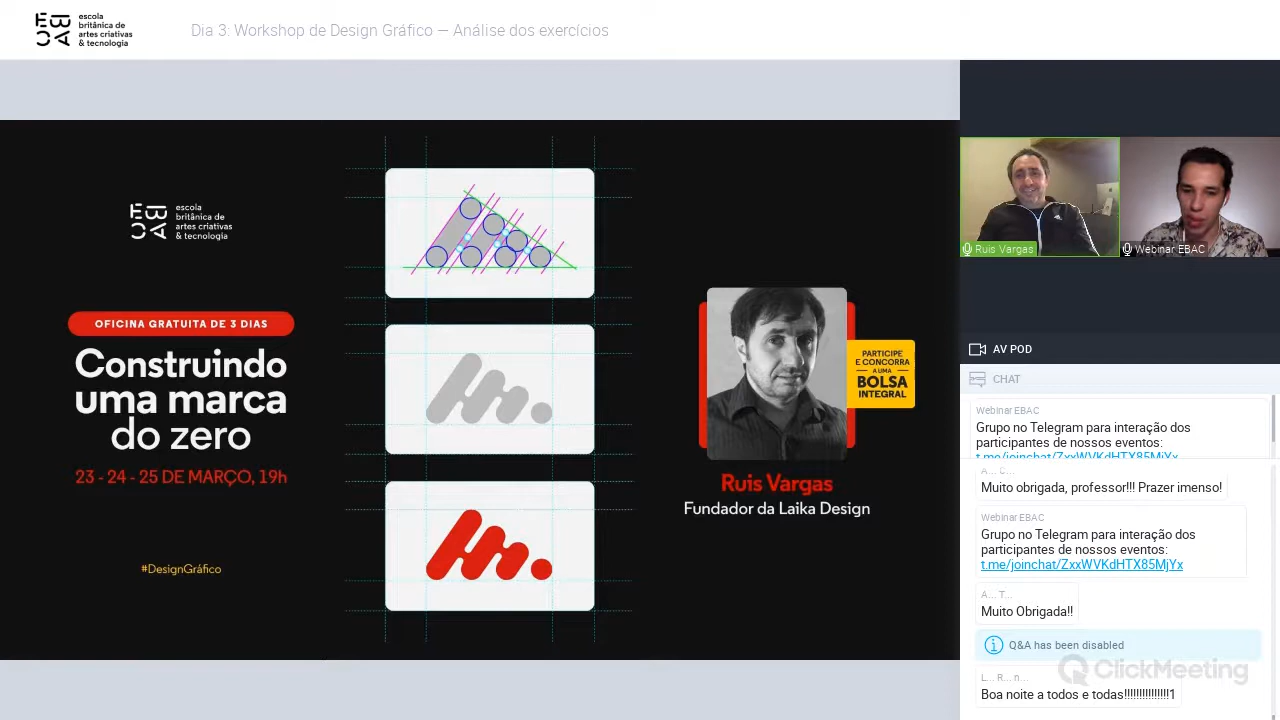 escola
britânica de
artes criativas
& tecnologia
Dia 3: Workshop de Design Gráfico — Análise dos exercícios
escola
britânica de
artes criativas
& tecnologia
OFICINA GRATUITA DE 3 DIAS
Construindo
uma marca
do zero
23 - 24 - 25 DE MARÇO, 19h
#DesignGráfico
PARTICIPE
E CONCORRA
A UMA
BOLSA
INTEGRAL
Ruis Vargas
Fundador da Laika Design
Ruis Vargas
Webinar EBAC
AV POD
CHAT
Webinar EBAC
Grupo no Telegram para interação dos
participantes de nossos eventos:
t.me/joinchat/ZxxWVKdHTX85MjYx
A... C...
Muito obrigada, professor!!! Prazer imenso!
Webinar EBAC
Grupo no Telegram para interação dos
participantes de nossos eventos:
t.me/joinchat/ZxxWVKdHTX85MjYx
A... T...
Muito Obrigada!!
Q&A has been disabled
ClickMeeting
L... R... n...
Boa noite a todos e todas!!!!!!!!!!!!!!!1